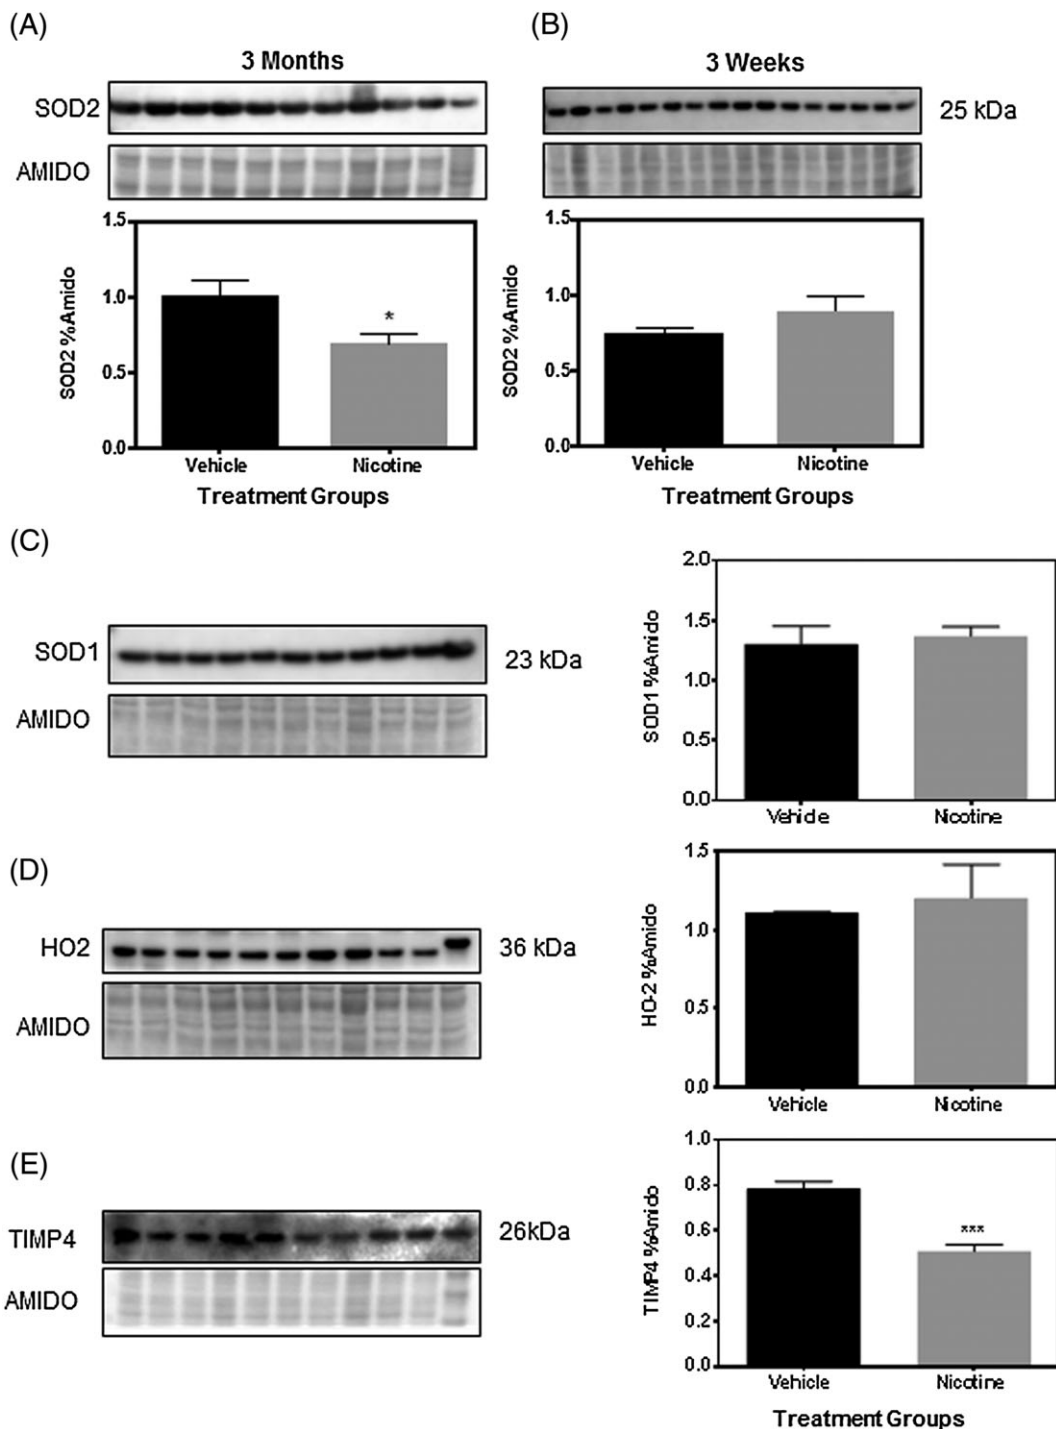 (A)
3 Months
SOD2
AMIDO
1.5
1.0
0.5
0.0
SOD2 %Amido
*
Vehicle
Nicotine
Treatment Groups
(B)
3 Weeks
25 kDa
1.5
1.0
0.5
0.0
SOD2 %Amido
Vehicle
Nicotine
Treatment Groups
(C)
SOD1
23 kDa
AMIDO
2.0
1.5
1.0
0.5
0.0
SOD1 %Amido
Vehicle
Nicotine
(D)
HO2
36 kDa
AMIDO
1.5
1.0
0.5
0.0
HO-2 %Amido
Vehicle
Nicotine
(E)
TIMP4
26kDa
AMIDO
1.0
0.8
0.6
0.4
0.2
0.0
TIMP4 %Amido
***
Vehicle
Nicotine
Treatment Groups